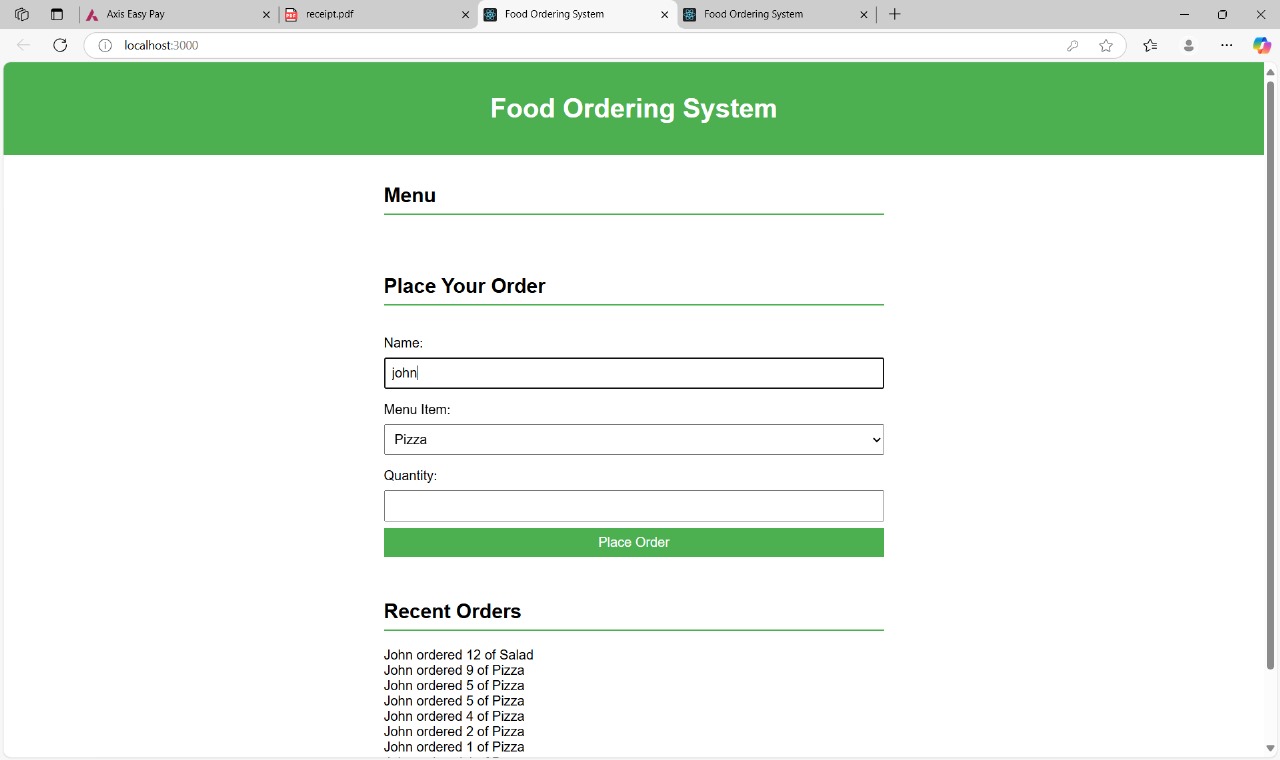 Axis Easy Pay
receipt.pdf
Food Ordering System
Food Ordering System
localhost:3000
Food Ordering System
Menu
Place Your Order
Name:
john
Menu Item:
Pizza
Quantity:
Place Order
Recent Orders
John ordered 12 of Salad
John ordered 9 of Pizza
John ordered 5 of Pizza
John ordered 5 of Pizza
John ordered 4 of Pizza
John ordered 2 of Pizza
John ordered 1 of Pizza